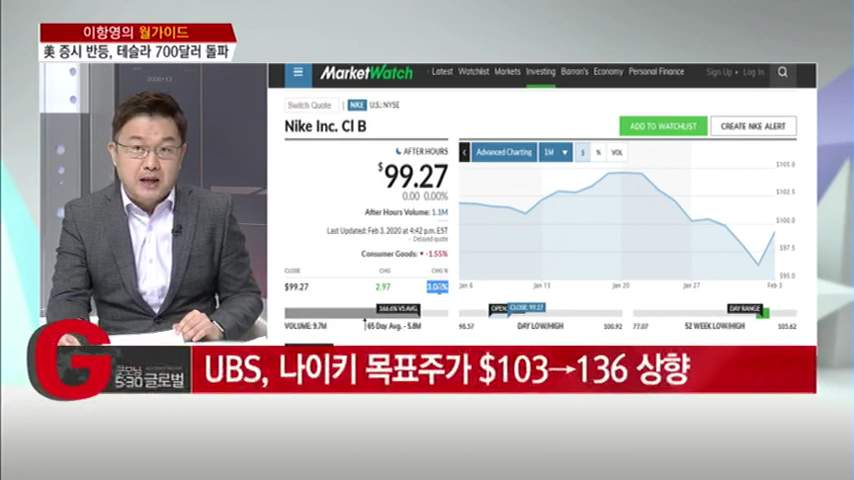 이항영의 월가이드
美 증시 반등, 테슬라 700달러 돌파
MarketWatch
Latest Watchlist Markets Investing Barron's Economy Personal Finance
Sign Up • Log In
Switch Quote
NKE U.S.: NYSE
Nike Inc. Cl B
ADD TO WATCHLIST
CREATE NKE ALERT
AFTER HOURS
$99.27
0.00 0.00%
After Hours Volume: 1.1M
Last Updated: Feb 3, 2020 4:42 p.m. EST
Delayed quote
Consumer Goods: ▼ -1.55%
CLOSE CHG CHG %
$99.27 2.97
Advanced Charting 1M $ % VOL
$105.0
$102.5
$100.0
$97.5
$95.0
Jan 6 Jan 13 Jan 20 Jan 27 Feb 3
166.6% VS AVG.
VOLUME: 9.7M 65 Day Avg. - 5.8M
OPEN CLOSE: 99.27
DAY LOW/HIGH 100.92
DAY RANGE
77.07 52 WEEK LOW/HIGH
G
굿모닝
5:30 글로벌
UBS, 나이키 목표주가 $103→136 상향